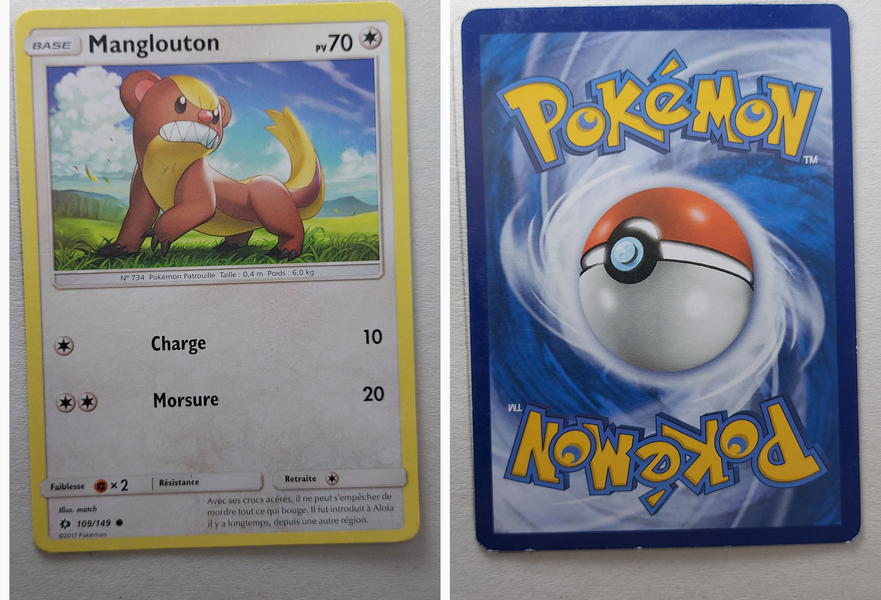 BASE Manglouton PV70
N° 734 Pokémon Patrouille Taille : 0,4 m Poids : 6,0 kg
Charge 10
Morsure 20
Faiblesse ×2 Résistance Retraite
Avec ses crocs acérés, il ne peut s'empêcher de
mordre tout ce qui bouge. Il fut introduit à Alola
il y a longtemps, depuis une autre région.
Illus. match
109/149
©2017 Pokémon
POKéMON
TM
POKéMON
TM